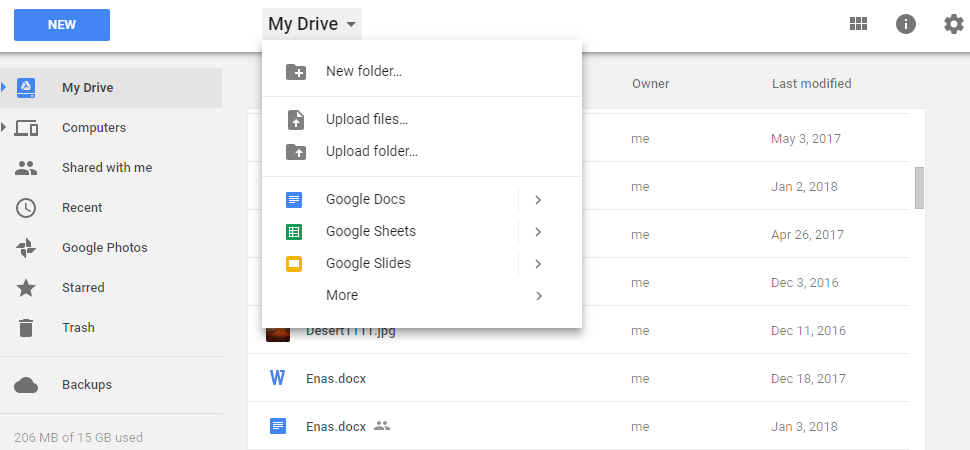 NEW
My Drive
My Drive
Computers
Shared with me
Recent
Google Photos
Starred
Trash
Backups
206 MB of 15 GB used
New folder...
Upload files...
Upload folder...
Google Docs
Google Sheets
Google Slides
More
Owner Last modified
me May 3, 2017
me Jan 2, 2018
me Apr 26, 2017
me Dec 3, 2016
Desert1111.jpg me Dec 11, 2016
W Enas.docx me Dec 18, 2017
Enas.docx me Jan 3, 2018